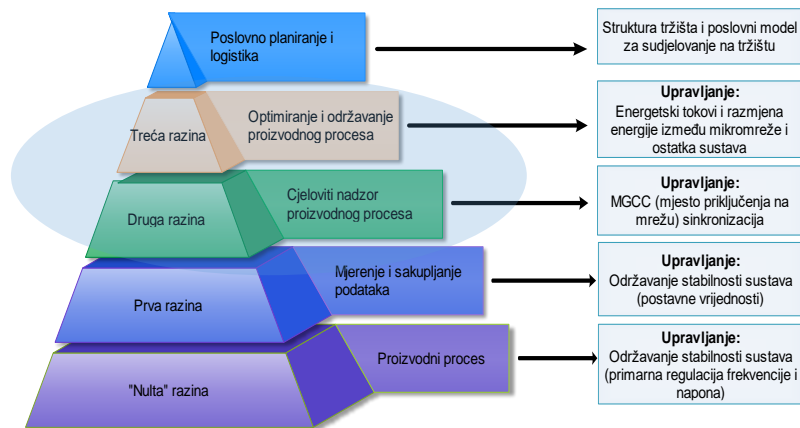 Poslovno planiranje i
logistika
Struktura tržišta i poslovni model
za sudjelovanje na tržištu
Treća razina
Optimiranje i održavanje
proizvodnog procesa
Upravljanje:
Energetski tokovi i razmjena
energije između mikromreže i
ostatka sustava
Druga razina
Cjeloviti nadzor
proizvodnog procesa
Upravljanje:
MGCC (mjesto priključenja na
mrežu) sinkronizacija
Prva razina
Mjerenje i sakupljanje
podataka
Upravljanje:
Održavanje stabilnosti sustava
(postavne vrijednosti)
"Nulta" razina
Proizvodni proces
Upravljanje:
Održavanje stabilnosti sustava
(primarna regulacija frekvencije i
napona)